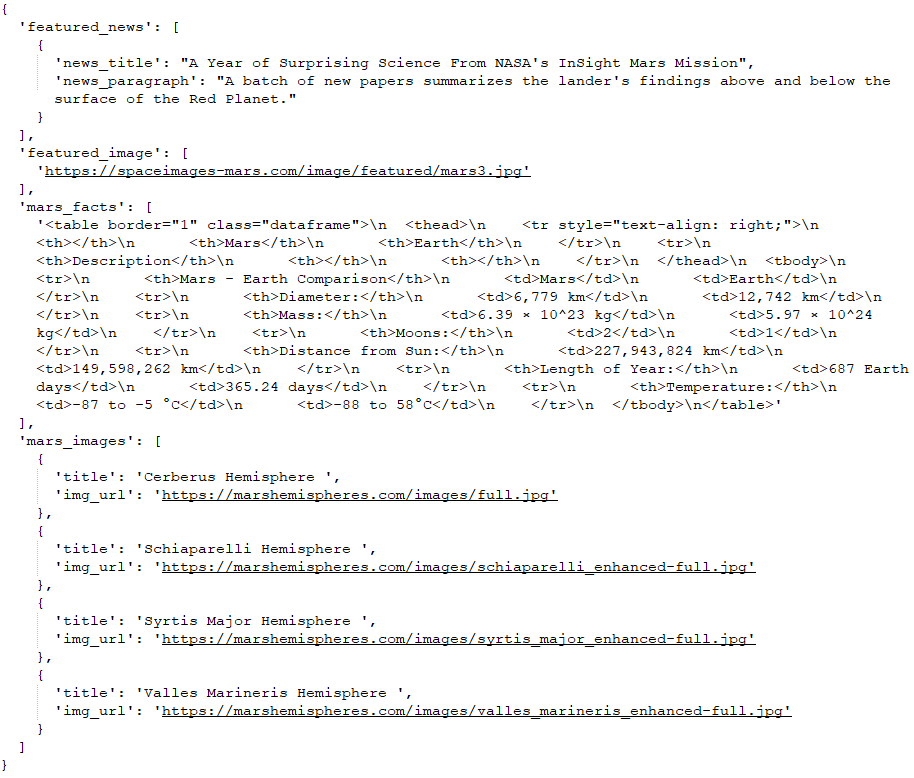 {
'featured_news': [
{
'news_title': "A Year of Surprising Science From NASA's InSight Mars Mission",
'news_paragraph': "A batch of new papers summarizes the lander's findings above and below the
surface of the Red Planet."
}
],
'featured_image': [
'https://spaceimages-mars.com/image/featured/mars3.jpg'
],
'mars_facts': [
'<table border="1" class="dataframe">\n  <thead>\n    <tr style="text-align: right;">\n
<th></th>\n      <th>Mars</th>\n      <th>Earth</th>\n    </tr>\n    <tr>\n
<th>Description</th>\n      <th></th>\n      <th></th>\n    </tr>\n  </thead>\n  <tbody>\n
<tr>\n      <th>Mars - Earth Comparison</th>\n      <td>Mars</td>\n      <td>Earth</td>\n
</tr>\n    <tr>\n      <th>Diameter:</th>\n      <td>6,779 km</td>\n      <td>12,742 km</td>\n
</tr>\n    <tr>\n      <th>Mass:</th>\n      <td>6.39 × 10^23 kg</td>\n      <td>5.97 × 10^24
kg</td>\n    </tr>\n    <tr>\n      <th>Moons:</th>\n      <td>2</td>\n      <td>1</td>\n
</tr>\n    <tr>\n      <th>Distance from Sun:</th>\n      <td>227,943,824 km</td>\n
<td>149,598,262 km</td>\n    </tr>\n    <tr>\n      <th>Length of Year:</th>\n      <td>687 Earth
days</td>\n      <td>365.24 days</td>\n    </tr>\n    <tr>\n      <th>Temperature:</th>\n
<td>-87 to -5 °C</td>\n      <td>-88 to 58°C</td>\n    </tr>\n  </tbody>\n</table>'
],
'mars_images': [
{
'title': 'Cerberus Hemisphere ',
'img_url': 'https://marshemispheres.com/images/full.jpg'
},
{
'title': 'Schiaparelli Hemisphere ',
'img_url': 'https://marshemispheres.com/images/schiaparelli_enhanced-full.jpg'
},
{
'title': 'Syrtis Major Hemisphere ',
'img_url': 'https://marshemispheres.com/images/syrtis_major_enhanced-full.jpg'
},
{
'title': 'Valles Marineris Hemisphere ',
'img_url': 'https://marshemispheres.com/images/valles_marineris_enhanced-full.jpg'
}
]
}